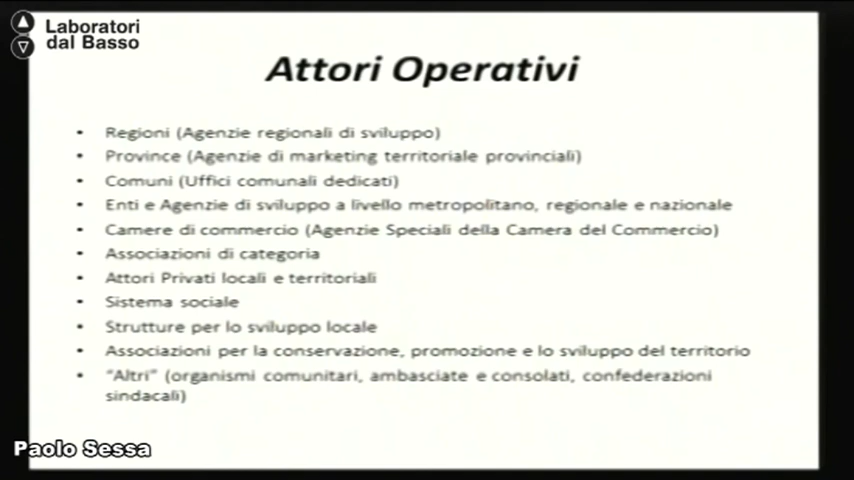 Laboratori
dal Basso
Attori Operativi
• Regioni (Agenzie regionali di sviluppo)
• Province (Agenzie di marketing territoriale provinciali)
• Comuni (Uffici comunali dedicati)
• Enti e Agenzie di sviluppo a livello metropolitano, regionale e nazionale
• Camere di commercio (Agenzie Speciali della Camera del Commercio)
• Associazioni di categoria
• Attori Privati locali e territoriali
• Sistema sociale
• Strutture per lo sviluppo locale
• Associazioni per la conservazione, promozione e lo sviluppo del territorio
• "Altri" (organismi comunitari, ambasciate e consolati, confederazioni
sindacali)
Paolo Sessa